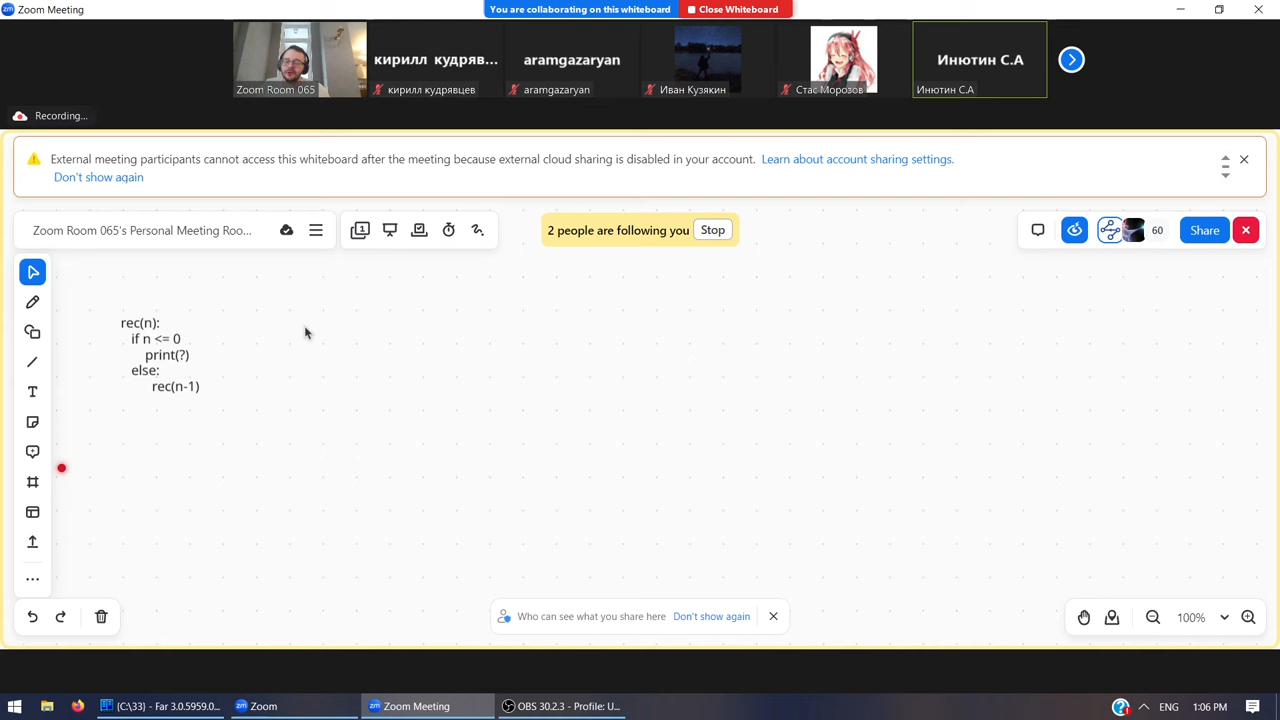 Zoom Meeting
You are collaborating on this whiteboard
Close Whiteboard
кирилл кудряв...
aramgazaryan
Инютин С.А
Zoom Room 065
кирилл кудрявцев
aramgazaryan
Иван Кузякин
Стас Морозов
Инютин С.А
Recording...
External meeting participants cannot access this whiteboard after the meeting because external cloud sharing is disabled in your account. Learn about account sharing settings.
Don't show again
Zoom Room 065's Personal Meeting Roo...
1
2 people are following you
Stop
60
Share
rec(n):
if n <= 0
print(?)
else:
rec(n-1)
Who can see what you share here
Don't show again
100%
(C:\33) - Far 3.0.5959.0...
Zoom
Zoom Meeting
OBS 30.2.3 - Profile: U...
ENG
1:06 PM